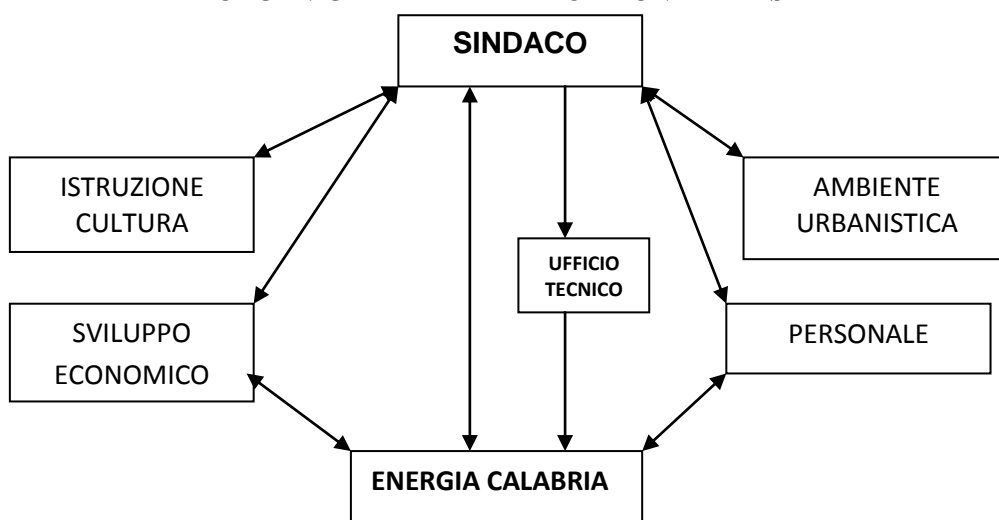 SINDACO
ISTRUZIONE
CULTURA
AMBIENTE
URBANISTICA
UFFICIO
TECNICO
SVILUPPO
ECONOMICO
PERSONALE
ENERGIA CALABRIA